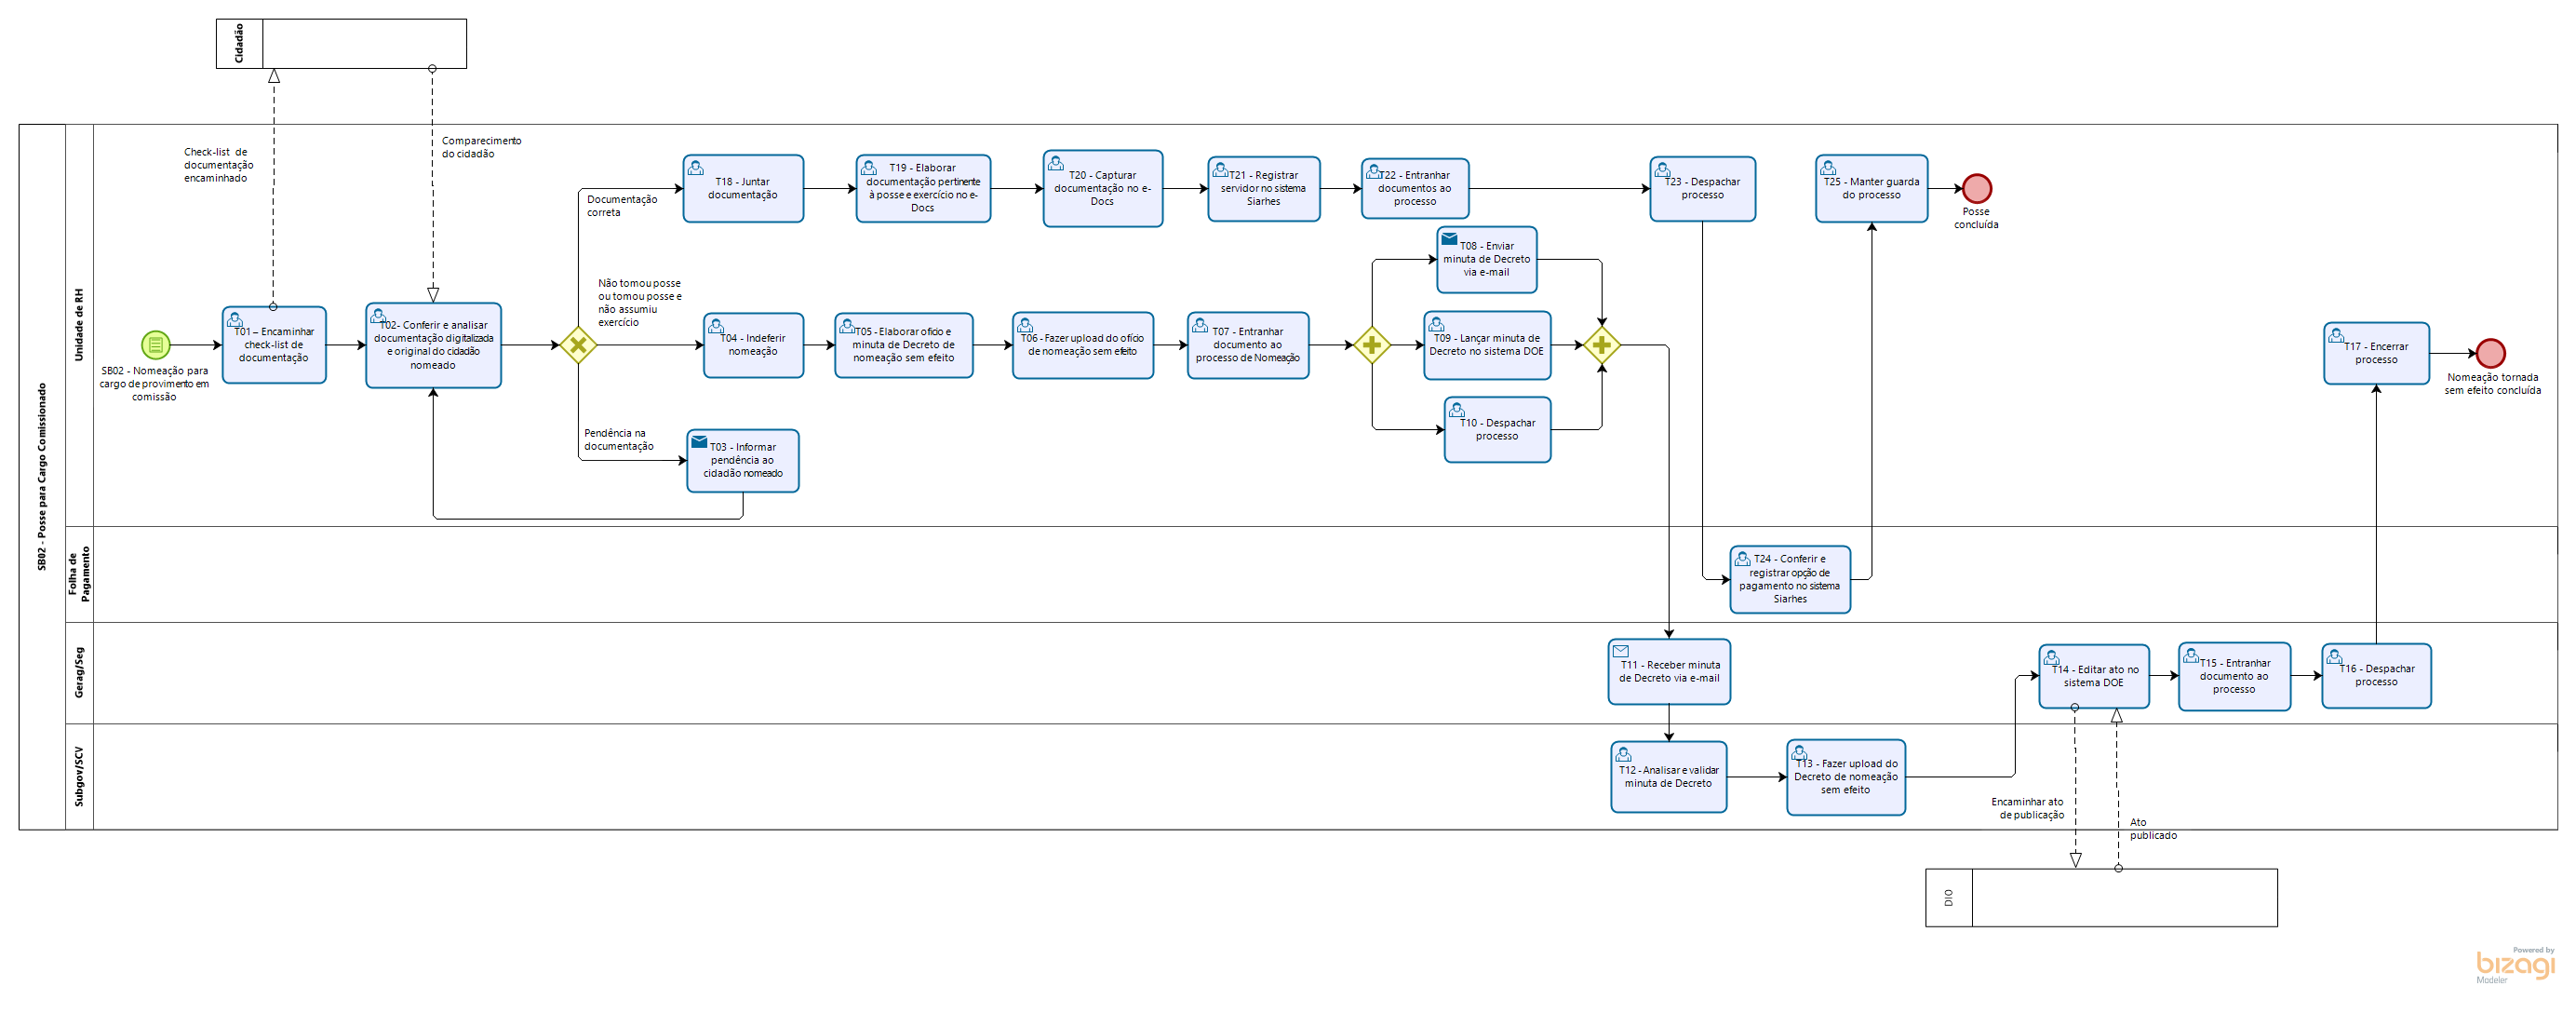 Cidadão
SB02 - Posse para Cargo Comissionado
Unidade de RH
Folha de
Pagamento
Gerag/Seg
Subgov/SCV
Check-list de
documentação
encaminhado
Comparecimento
do cidadão
SB02 - Nomeação para
cargo de provimento em
comissão
T01 – Encaminhar
check-list de
documentação
T02- Conferir e analisar
documentação digitalizada
e original do cidadão
nomeado
Documentação
correta
Não tomou posse
ou tomou posse e
não assumiu
exercício
Pendência na
documentação
T18 - Juntar
documentação
T19 - Elaborar
documentação pertinente
à posse e exercício no e-
Docs
T20 - Capturar
documentação no e-
Docs
T21 - Registrar
servidor no sistema
Siarhes
T22 - Entranhar
documentos ao
processo
T23 - Despachar
processo
T25 - Manter guarda
do processo
Posse
concluída
T04 - Indeferir
nomeação
T05 - Elaborar oficio e
minuta de Decreto de
nomeação sem efeito
T06 - Fazer upload do ofício
de nomeação sem efeito
T07 - Entranhar
documento ao
processo de Nomeação
T08 - Enviar
minuta de Decreto
via e-mail
T09 - Lançar minuta de
Decreto no sistema DOE
T10 - Despachar
processo
T03 - Informar
pendência ao
cidadão nomeado
T17 - Encerrar
processo
Nomeação tornada
sem efeito concluída
T24 - Conferir e
registrar opção de
pagamento no sistema
Siarhes
T11 - Receber minuta
de Decreto via e-mail
T14 - Editar ato no
sistema DOE
T15 - Entranhar
documento ao
processo
T16 - Despachar
processo
T12 - Analisar e validar
minuta de Decreto
T13 - Fazer upload do
Decreto de nomeação
sem efeito
Encaminhar ato
de publicação
Ato
publicado
DIO
Powered by
bizagi
Modeler